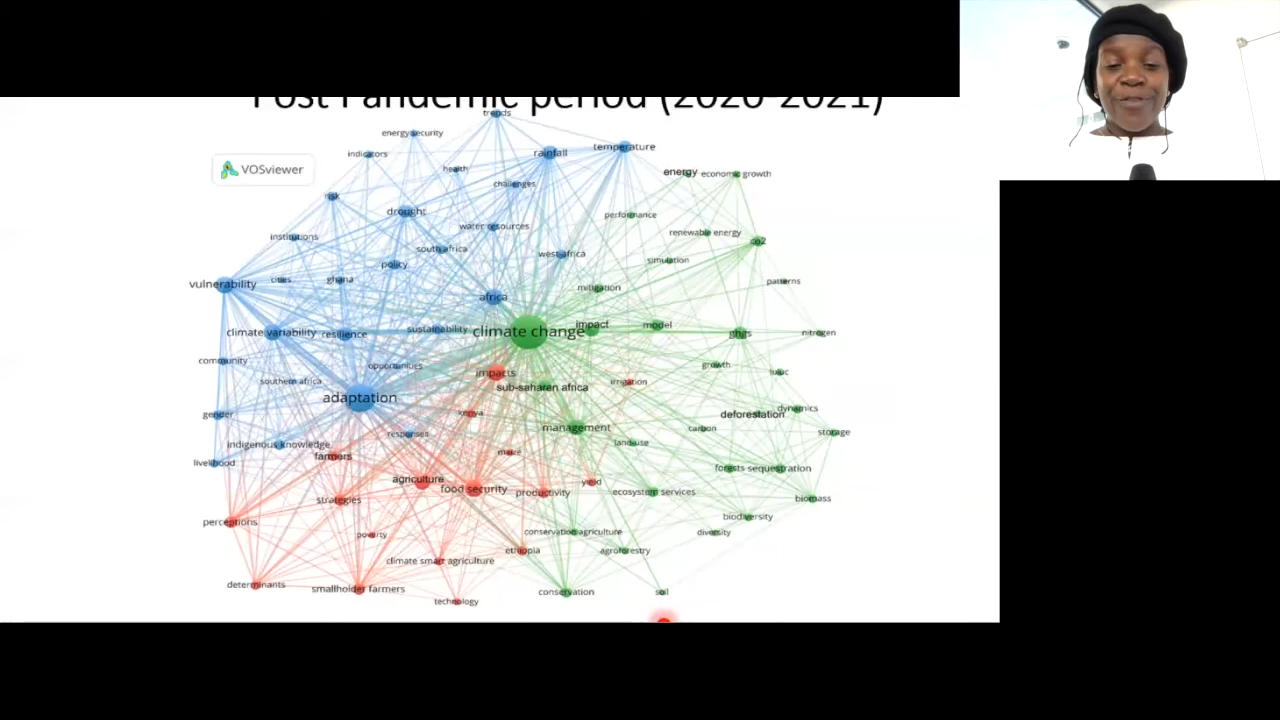 Post Pandemic period (2020-2021)
trends
energy security
indicators
rainfall
temperature
VOSviewer
health
energy
economic growth
challenges
risk
drought
performance
water resources
renewable energy
institutions
co2
south africa
west africa
policy
simulation
vulnerability
cities
ghana
mitigation
patterns
africa
climate change
impact
model
climate variability
resilience
sustainability
ghgs
nitrogen
community
opportunities
growth
impacts
southern africa
sub-saharen africa
irrigation
adaptation
gender
kenya
deforestation
dynamics
responses
management
carbon
storage
indigenous knowledge
land-use
farmers
maize
livelihood
forests
sequestration
agriculture
food security
productivity
yield
ecosystem services
strategies
biomass
perceptions
biodiversity
poverty
conservation agriculture
diversity
ethiopia
agroforestry
climate smart agriculture
determinants
smallholder farmers
conservation
soil
technology